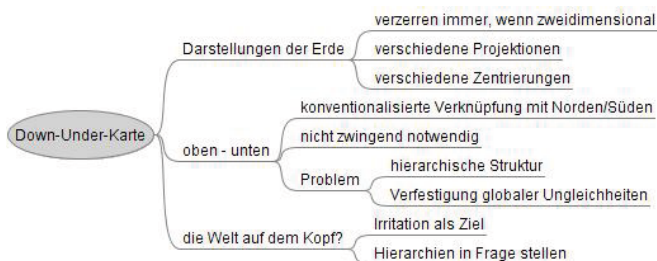 Down-Under-Karte
Darstellungen der Erde
verzerren immer, wenn zweidimensional
verschiedene Projektionen
verschiedene Zentrierungen
oben - unten
konventionalisierte Verknüpfung mit Norden/Süden
nicht zwingend notwendig
Problem
hierarchische Struktur
Verfestigung globaler Ungleichheiten
die Welt auf dem Kopf?
Irritation als Ziel
Hierarchien in Frage stellen